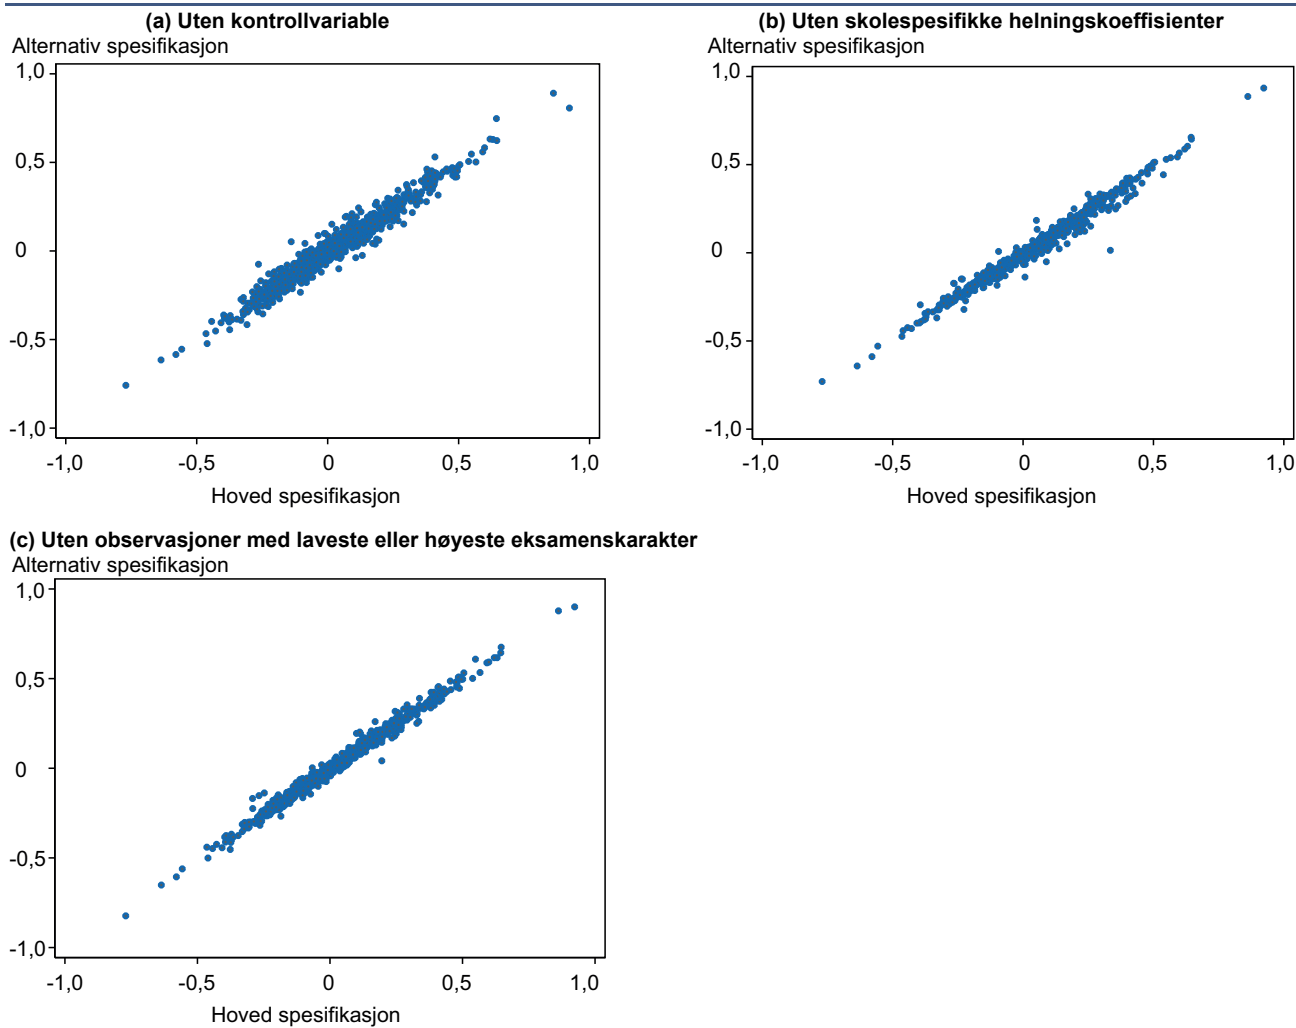 (a) Uten kontrollvariable
Alternativ spesifikasjon
1,0
0,5
0
-0,5
-1,0
-1,0 -0,5 0 0,5 1,0
Hoved spesifikasjon
(b) Uten skolespesifikke helningskoeffisienter
Alternativ spesifikasjon
1,0
0,5
0
-0,5
-1,0
-1,0 -0,5 0 0,5 1,0
Hoved spesifikasjon
(c) Uten observasjoner med laveste eller høyeste eksamenskarakter
Alternativ spesifikasjon
1,0
0,5
0
-0,5
-1,0
-1,0 -0,5 0 0,5 1,0
Hoved spesifikasjon